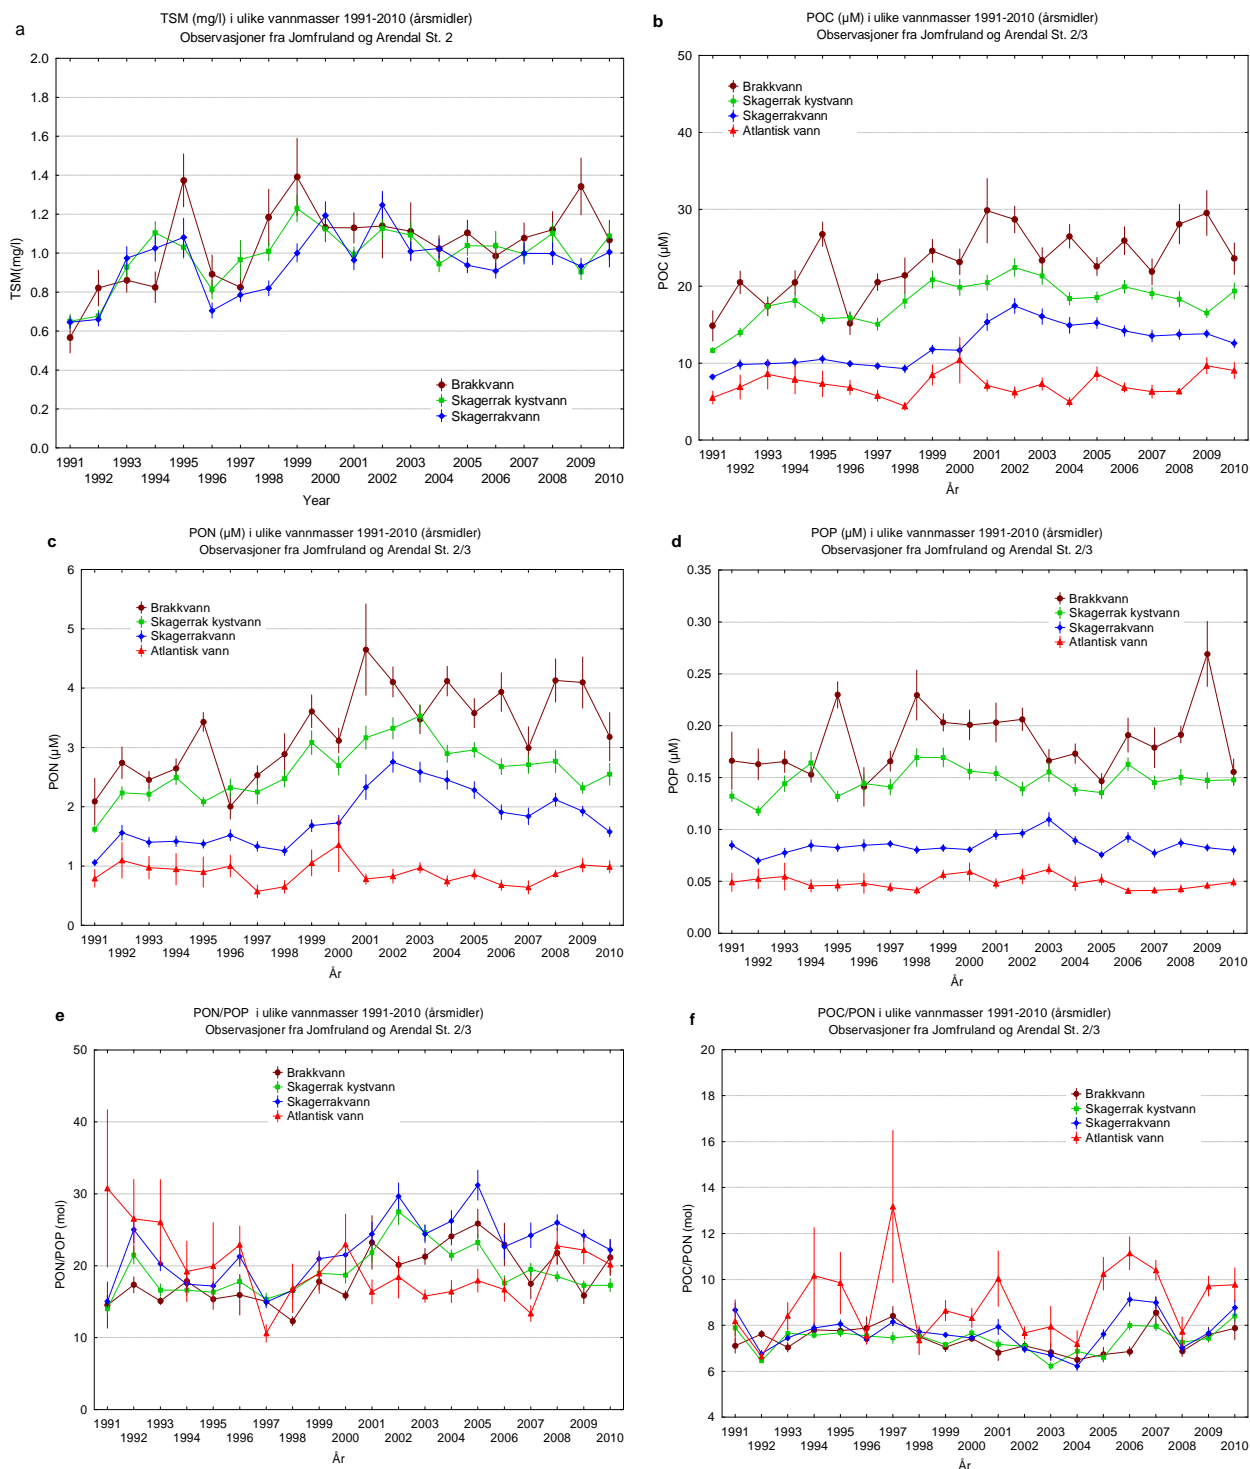 a
TSM (mg/l) i ulike vannmasser 1991-2010 (årsmidler)
Observasjoner fra Jomfruland og Arendal St. 2
2.0
1.8
1.6
1.4
1.2
1.0
0.8
0.6
0.4
0.2
0.0
TSM(mg/l)
Brakkvann
Skagerrak kystvann
Skagerrakvann
1991 1993 1995 1997 1999 2001 2003 2005 2007 2009
1992 1994 1996 1998 2000 2002 2004 2006 2008 2010
Year
b
POC (µM) i ulike vannmasser 1991-2010 (årsmidler)
Observasjoner fra Jomfruland og Arendal St. 2/3
50
40
30
20
10
0
POC (µM)
Brakkvann
Skagerrak kystvann
Skagerrakvann
Atlantisk vann
1991 1993 1995 1997 1999 2001 2003 2005 2007 2009
1992 1994 1996 1998 2000 2002 2004 2006 2008 2010
År
c
PON (µM) i ulike vannmasser 1991-2010 (årsmidler)
Observasjoner fra Jomfruland og Arendal St. 2/3
6
5
4
3
2
1
0
PON (µM)
Brakkvann
Skagerrak kystvann
Skagerrakvann
Atlantisk vann
1991 1993 1995 1997 1999 2001 2003 2005 2007 2009
1992 1994 1996 1998 2000 2002 2004 2006 2008 2010
År
d
POP (µM) i ulike vannmasser 1991-2010 (årsmidler)
Observasjoner fra Jomfruland og Arendal St. 2/3
0.35
0.30
0.25
0.20
0.15
0.10
0.05
0.00
POP (µM)
Brakkvann
Skagerrak kystvann
Skagerrakvann
Atlantisk vann
1991 1993 1995 1997 1999 2001 2003 2005 2007 2009
1992 1994 1996 1998 2000 2002 2004 2006 2008 2010
År
e
PON/POP i ulike vannmasser 1991-2010 (årsmidler)
Observasjoner fra Jomfruland og Arendal St. 2/3
50
40
30
20
10
0
PON/POP (mol)
Brakkvann
Skagerrak kystvann
Skagerrakvann
Atlantisk vann
1991 1993 1995 1997 1999 2001 2003 2005 2007 2009
1992 1994 1996 1998 2000 2002 2004 2006 2008 2010
År
f
POC/PON i ulike vannmasser 1991-2010 (årsmidler)
Observasjoner fra Jomfruland og Arendal St. 2/3
20
18
16
14
12
10
8
6
4
POC/PON (mol)
Brakkvann
Skagerrak kystvann
Skagerrakvann
Atlantisk vann
1991 1993 1995 1997 1999 2001 2003 2005 2007 2009
1992 1994 1996 1998 2000 2002 2004 2006 2008 2010
År